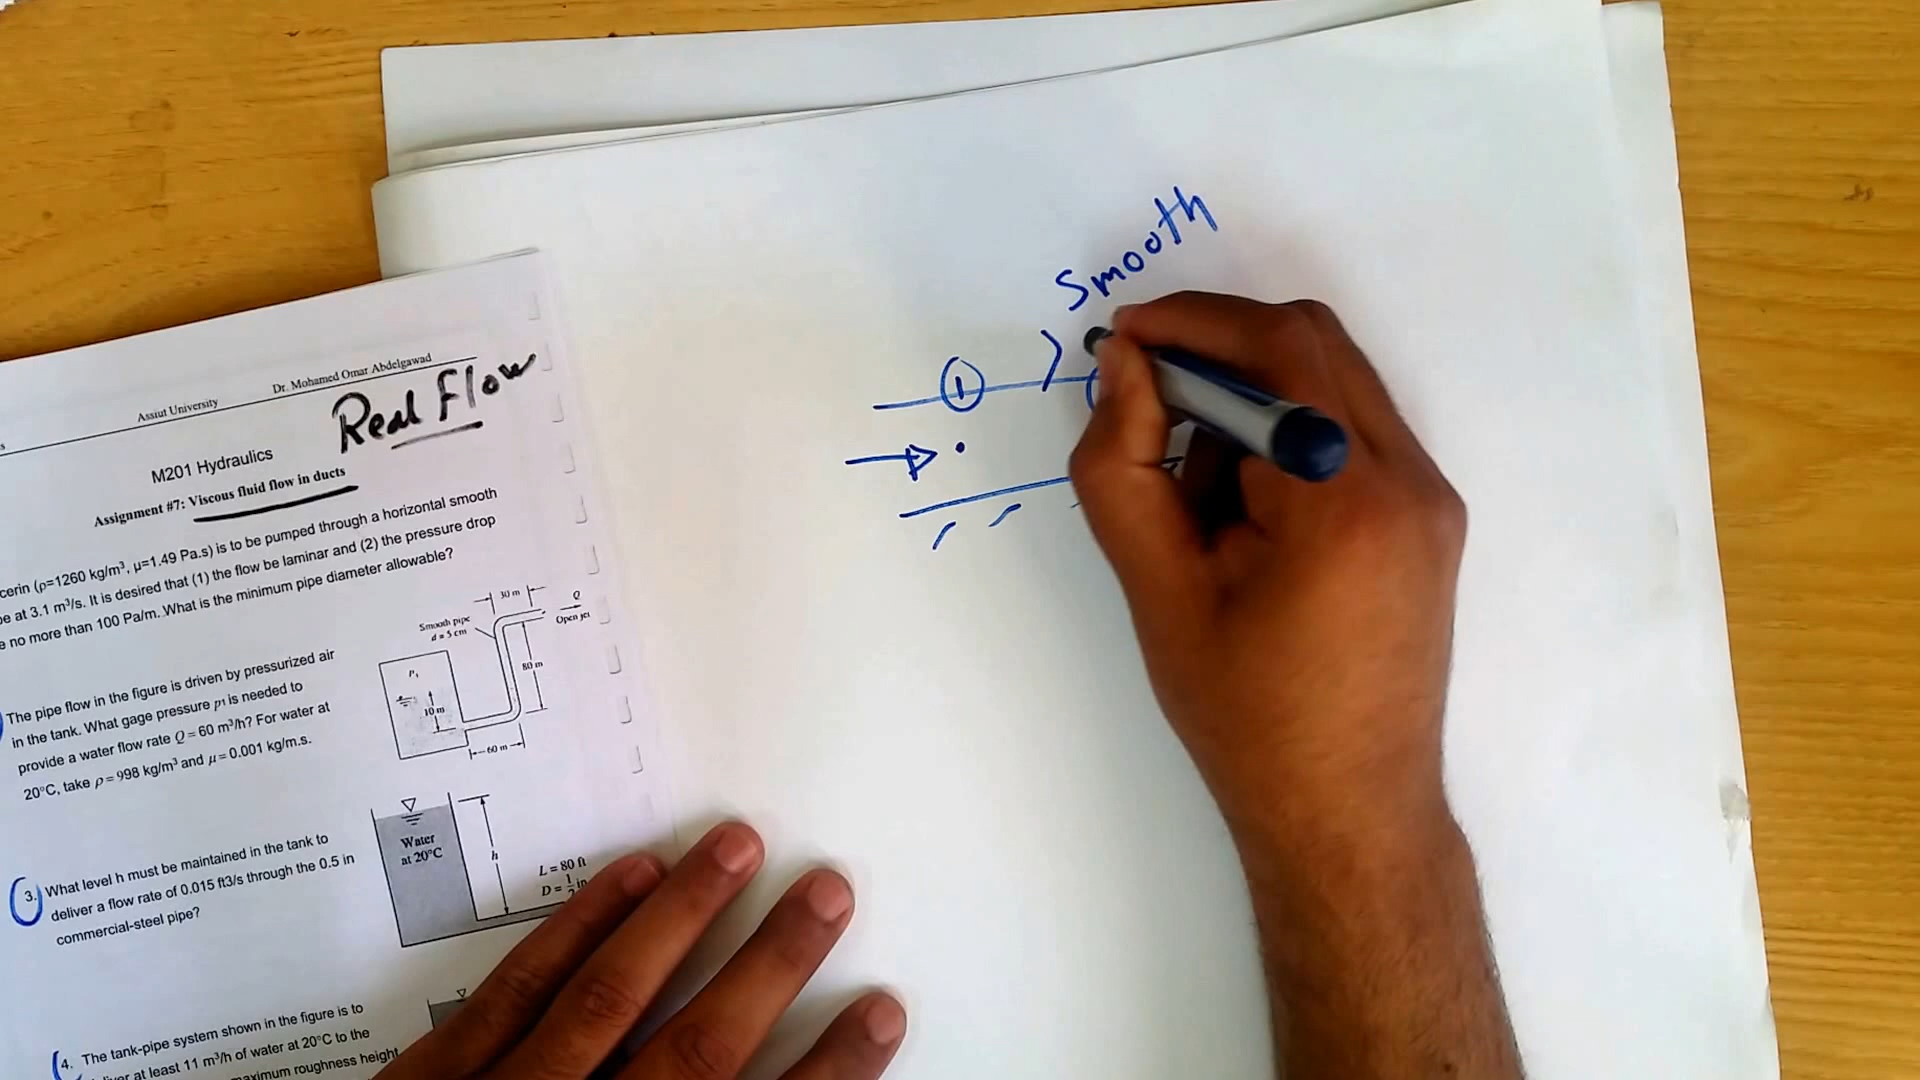 Smooth
1
Assiut University
Dr. Mohamed Omar Abdelgawad
Real Flow
M201 Hydraulics
Assignment #7: Viscous fluid flow in ducts
cerin (ρ=1260 kg/m³, μ=1.49 Pa.s) is to be pumped through a horizontal smooth
at 3.1 m³/s. It is desired that (1) the flow be laminar and (2) the pressure drop
no more than 100 Pa/m. What is the minimum pipe diameter allowable?
The pipe flow in the figure is driven by pressurized air
in the tank. What gage pressure p1 is needed to
provide a water flow rate Q = 60 m³/h? For water at
20°C, take ρ = 998 kg/m³ and μ = 0.001 kg/m.s.
30 m
Q
Open jet
Smooth pipe
d = 5 cm
P₁
80 m
10 m
60 m
3. What level h must be maintained in the tank to
deliver a flow rate of 0.015 ft3/s through the 0.5 in
commercial-steel pipe?
Water
at 20°C
h
L = 80 ft
D = 1/2 in
4. The tank-pipe system shown in the figure is to
at least 11 m³/h of water at 20°C to the
roughness height